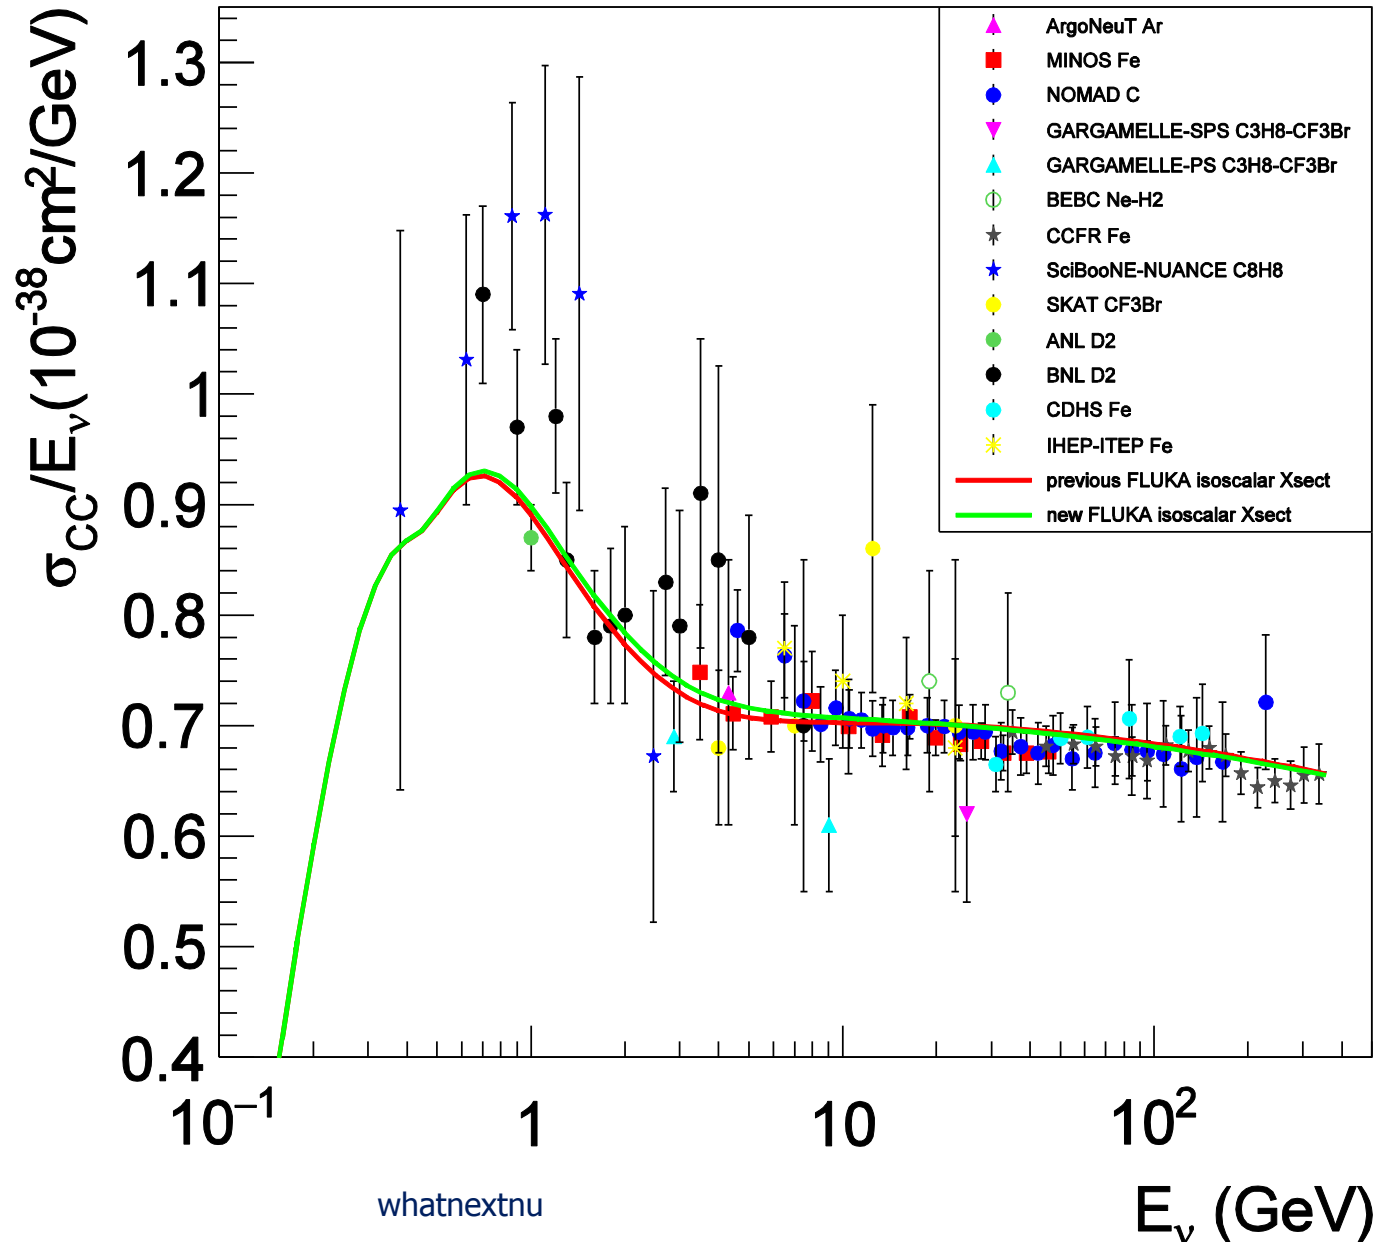 σCC/Eν(10-38cm2/GeV)
1.3
1.2
1.1
1
0.9
0.8
0.7
0.6
0.5
0.4
10−1
1
10
102
Eν (GeV)
ArgoNeuT Ar
MINOS Fe
NOMAD C
GARGAMELLE-SPS C3H8-CF3Br
GARGAMELLE-PS C3H8-CF3Br
BEBC Ne-H2
CCFR Fe
SciBooNE-NUANCE C8H8
SKAT CF3Br
ANL D2
BNL D2
CDHS Fe
IHEP-ITEP Fe
previous FLUKA isoscalar Xsect
new FLUKA isoscalar Xsect
whatnextnu